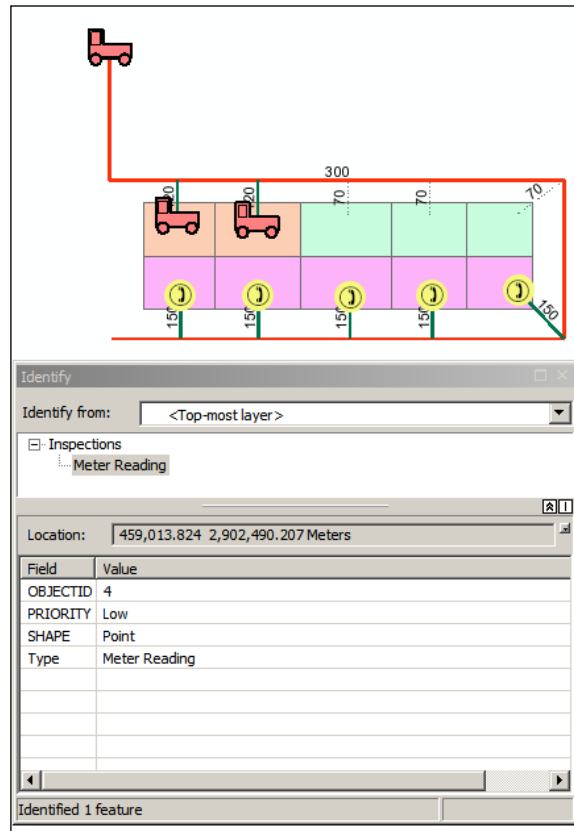 300
120
120
70
70
70
150
150
150
150
150
Identify
Identify from: <Top-most layer>
Inspections
Meter Reading
Location: 459,013.824 2,902,490.207 Meters
Field Value
OBJECTID 4
PRIORITY Low
SHAPE Point
Type Meter Reading
Identified 1 feature